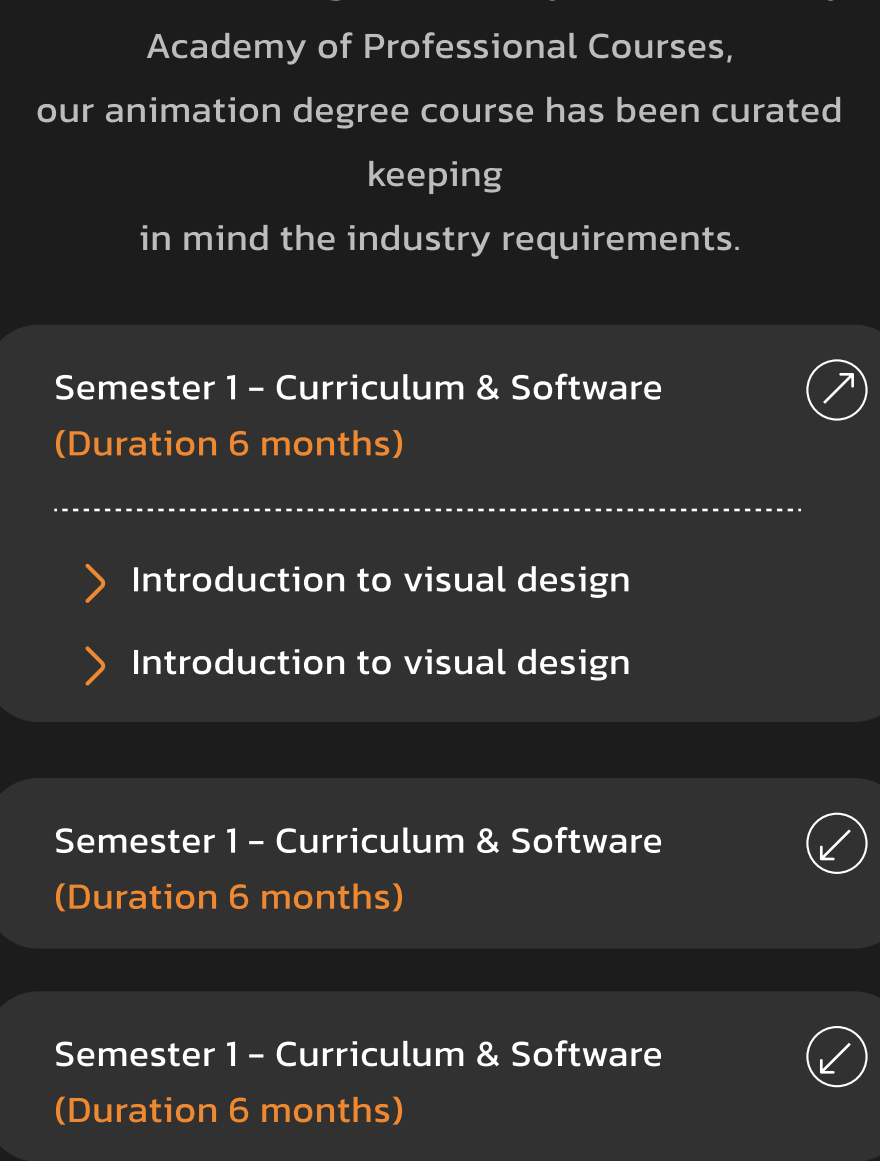 Academy of Professional Courses,
our animation degree course has been curated
keeping
in mind the industry requirements.
Semester 1 - Curriculum & Software
(Duration 6 months)
Introduction to visual design
Introduction to visual design
Semester 1 - Curriculum & Software
(Duration 6 months)
Semester 1 - Curriculum & Software
(Duration 6 months)